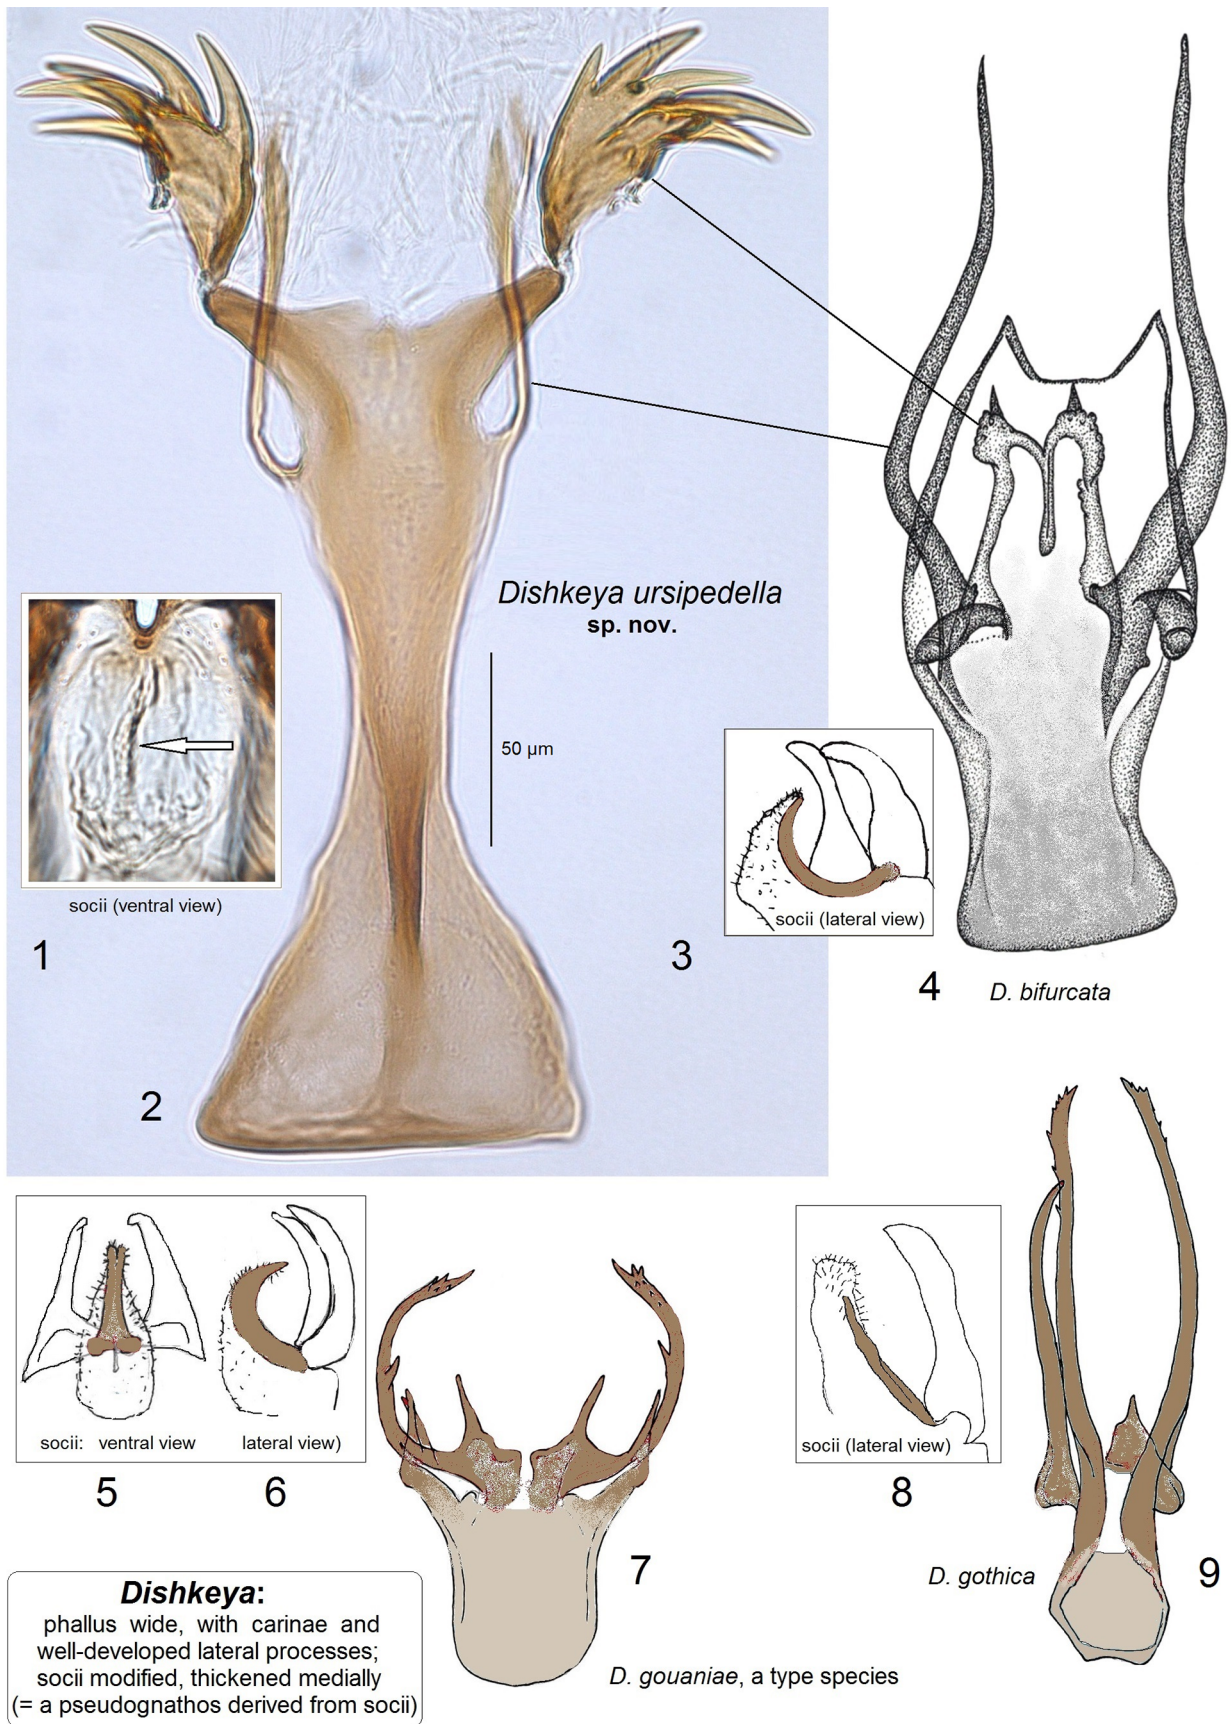 Dishkeya ursipedella
sp. nov.
50 µm
socii (ventral view)
1
2
socii (lateral view)
3
4
D. bifurcata
socii: ventral view
lateral view)
5
6
7
D. gouaniae, a type species
socii (lateral view)
8
D. gothica
9
Dishkeya:
phallus wide, with carinae and
well-developed lateral processes;
socii modified, thickened medially
(= a pseudognathos derived from socii)